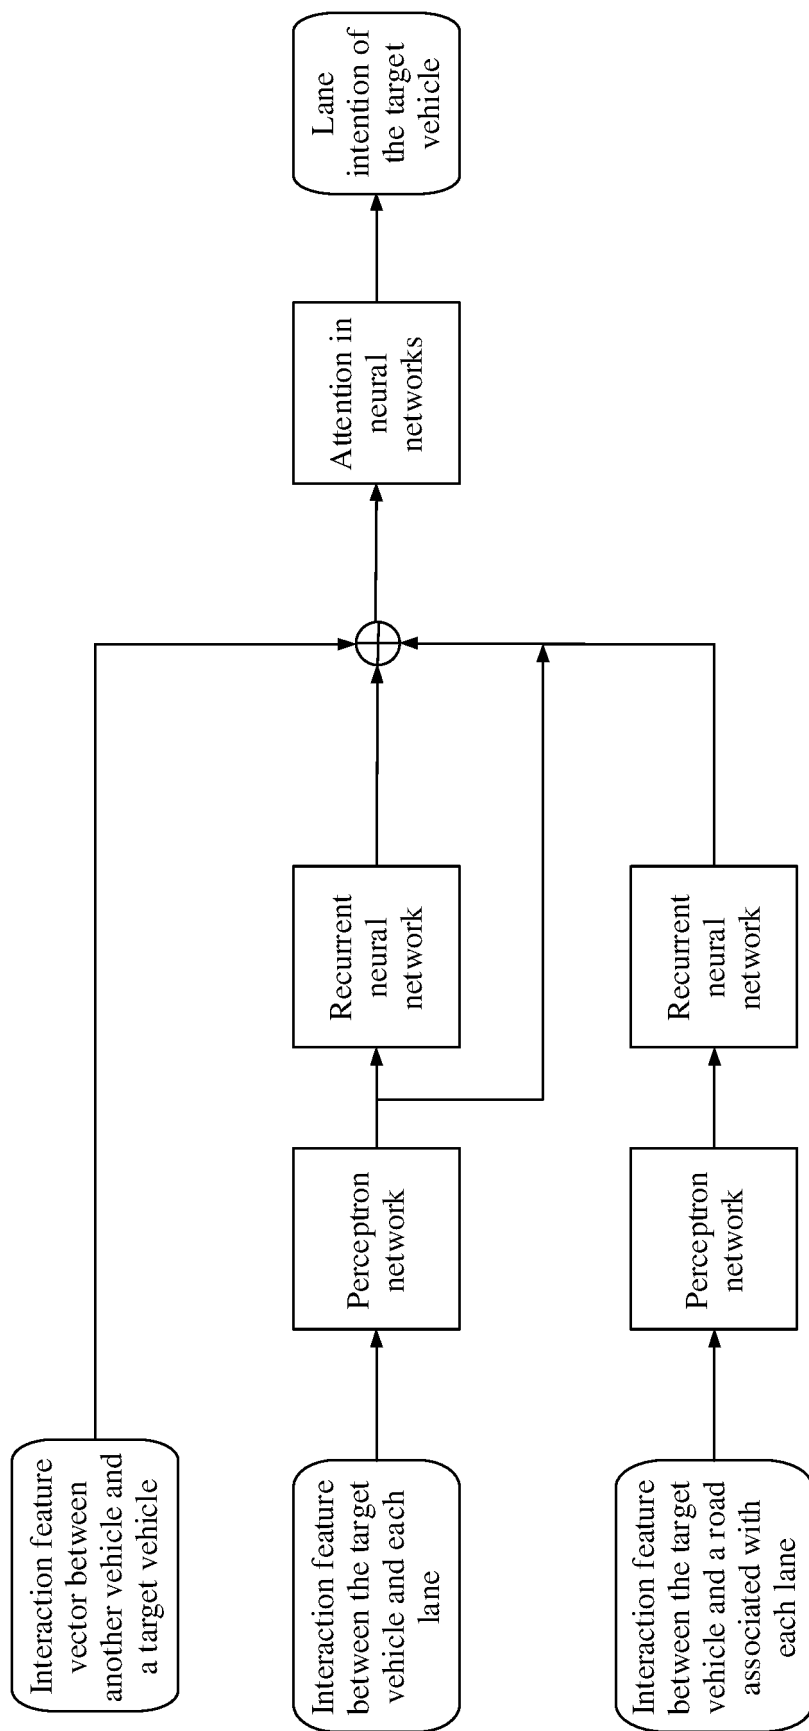 Interaction feature
vector between
another vehicle and
a target vehicle
Interaction feature
between the target
vehicle and each
lane
Perceptron
network
Recurrent
neural
network
Attention in
neural
networks
Lane
intention of
the target
vehicle
Interaction feature
between the target
vehicle and a road
associated with
each lane
Perceptron
network
Recurrent
neural
network